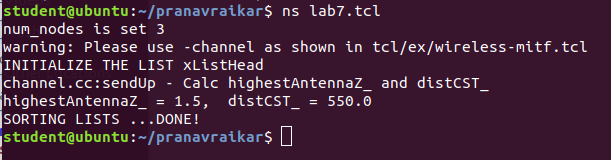 student@ubuntu:~/pranavraikar$ ns lab7.tcl
num_nodes is set 3
warning: Please use -channel as shown in tcl/ex/wireless-mitf.tcl
INITIALIZE THE LIST xListHead
channel.cc:sendUp - Calc highestAntennaZ_ and distCST_
highestAntennaZ_ = 1.5,  distCST_ = 550.0
SORTING LISTS ...DONE!
student@ubuntu:~/pranavraikar$